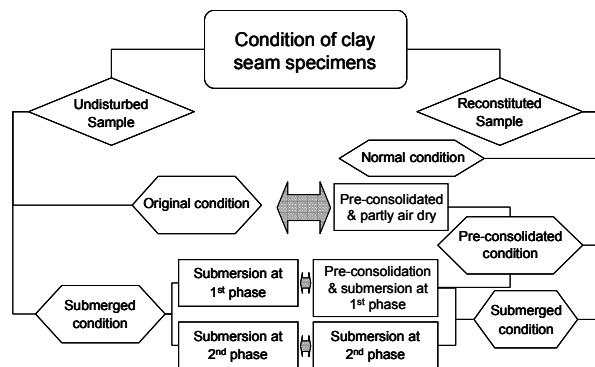 Condition of clay
seam specimens
Undisturbed
Sample
Reconstituted
Sample
Normal condition
Original condition
Pre-consolidated
& partly air dry
Pre-consolidated
condition
Submerged
condition
Submersion at
1st phase
Pre-consolidation
& submersion at
1st phase
Submersion at
2nd phase
Submersion at
2nd phase
Submerged
condition